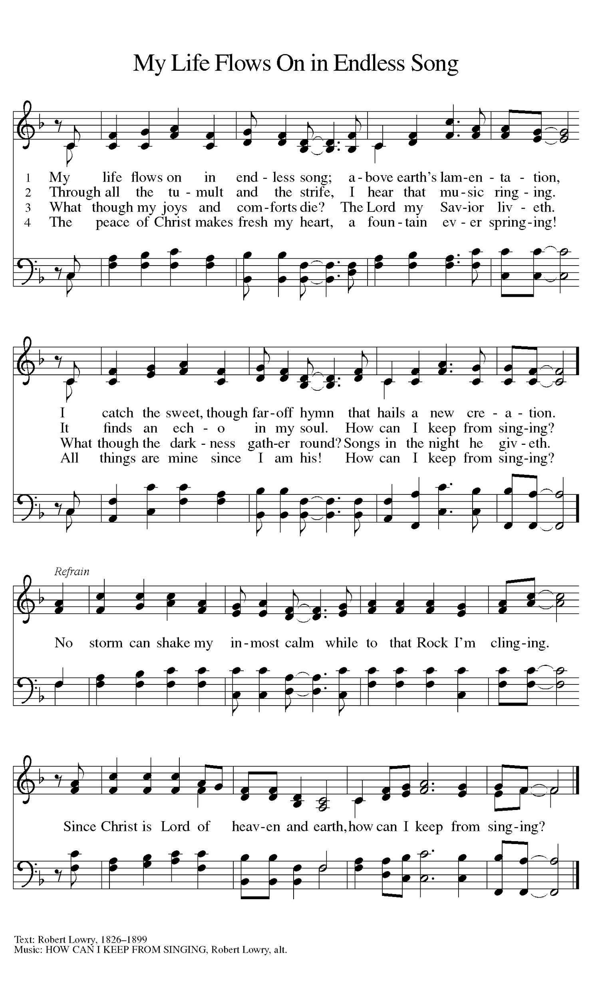 My Life Flows On in Endless Song
1 My life flows on in end - less song; a - bove earth's lam - en - ta - tion,
2 Through all the tu - mult and the strife, I hear that mu - sic ring - ing.
3 What though my joys and com - forts die? The Lord my Sav - ior liv - eth.
4 The peace of Christ makes fresh my heart, a foun - tain ev - er spring - ing!
I catch the sweet, though far - off hymn that hails a new cre - a - tion.
It finds an ech - o in my soul. How can I keep from sing - ing?
What though the dark - ness gath - er round? Songs in the night he giv - eth.
All things are mine since I am his! How can I keep from sing - ing?
Refrain
No storm can shake my in - most calm while to that Rock I'm cling - ing.
Since Christ is Lord of heav - en and earth, how can I keep from sing - ing?
Text: Robert Lowry, 1826–1899
Music: HOW CAN I KEEP FROM SINGING, Robert Lowry, alt.